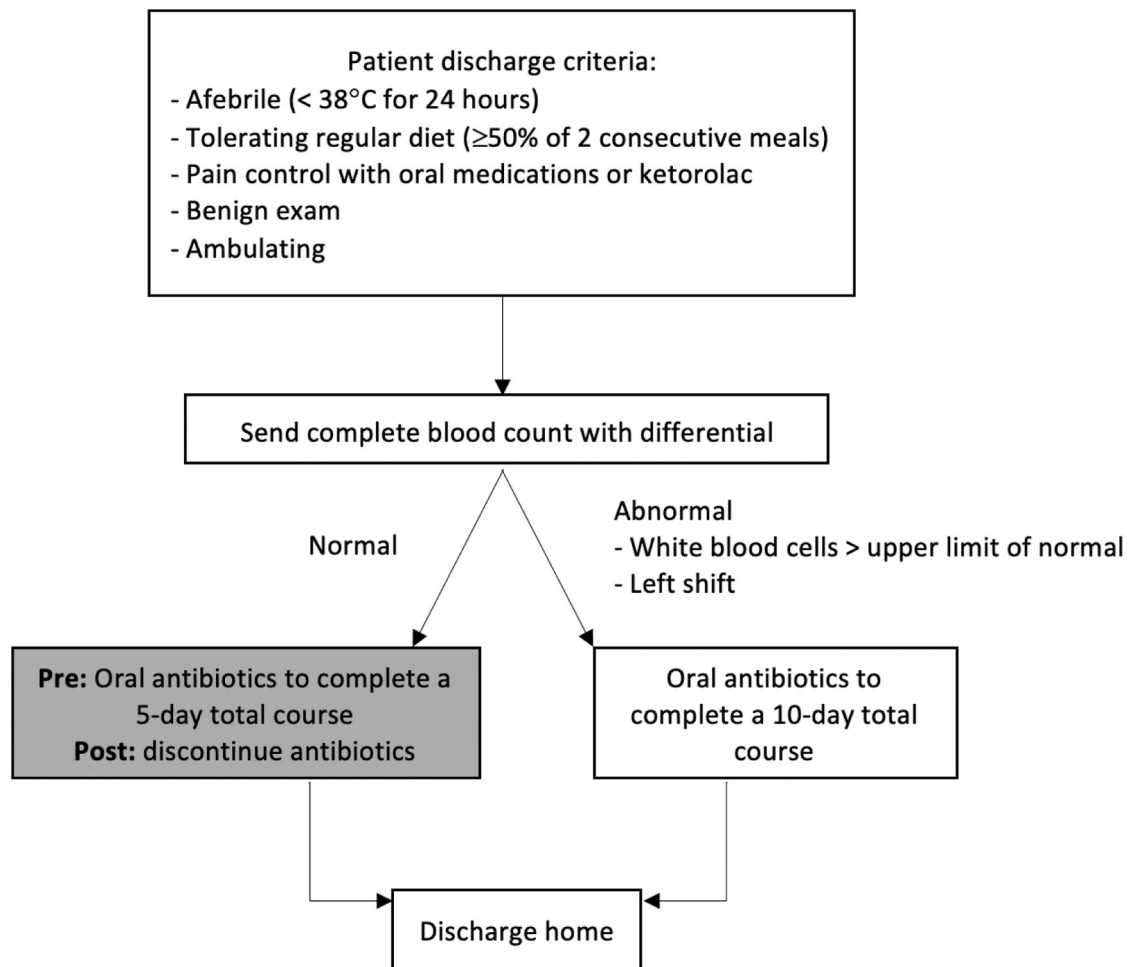 Patient discharge criteria:
- Afebrile (< 38°C for 24 hours)
- Tolerating regular diet (≥50% of 2 consecutive meals)
- Pain control with oral medications or ketorolac
- Benign exam
- Ambulating
Send complete blood count with differential
Normal
Abnormal
- White blood cells > upper limit of normal
- Left shift
Pre: Oral antibiotics to complete a
5-day total course
Post: discontinue antibiotics
Oral antibiotics to
complete a 10-day total
course
Discharge home